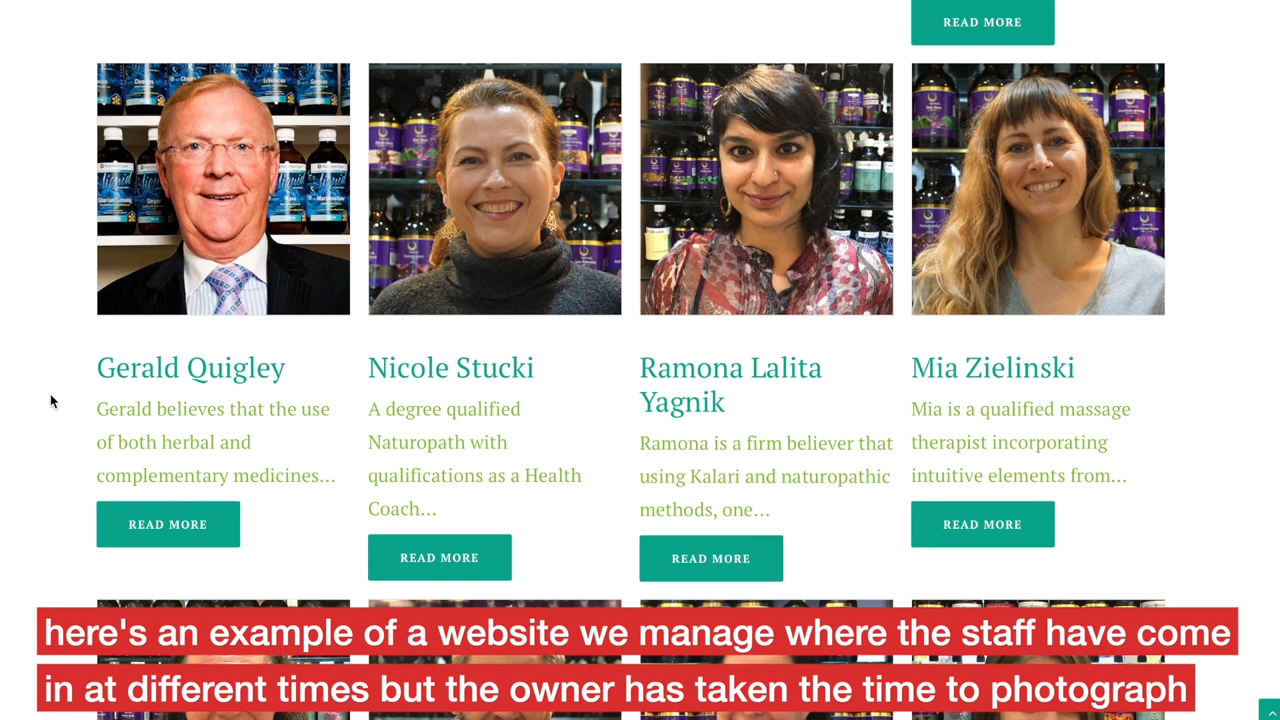 READ MORE
Gerald Quigley
Gerald believes that the use
of both herbal and
complementary medicines...
READ MORE
Nicole Stucki
A degree qualified
Naturopath with
qualifications as a Health
Coach...
READ MORE
Ramona Lalita
Yagnik
Ramona is a firm believer that
using Kalari and naturopathic
methods, one...
READ MORE
Mia Zielinski
Mia is a qualified massage
therapist incorporating
intuitive elements from...
READ MORE
here's an example of a website we manage where the staff have come
in at different times but the owner has taken the time to photograph